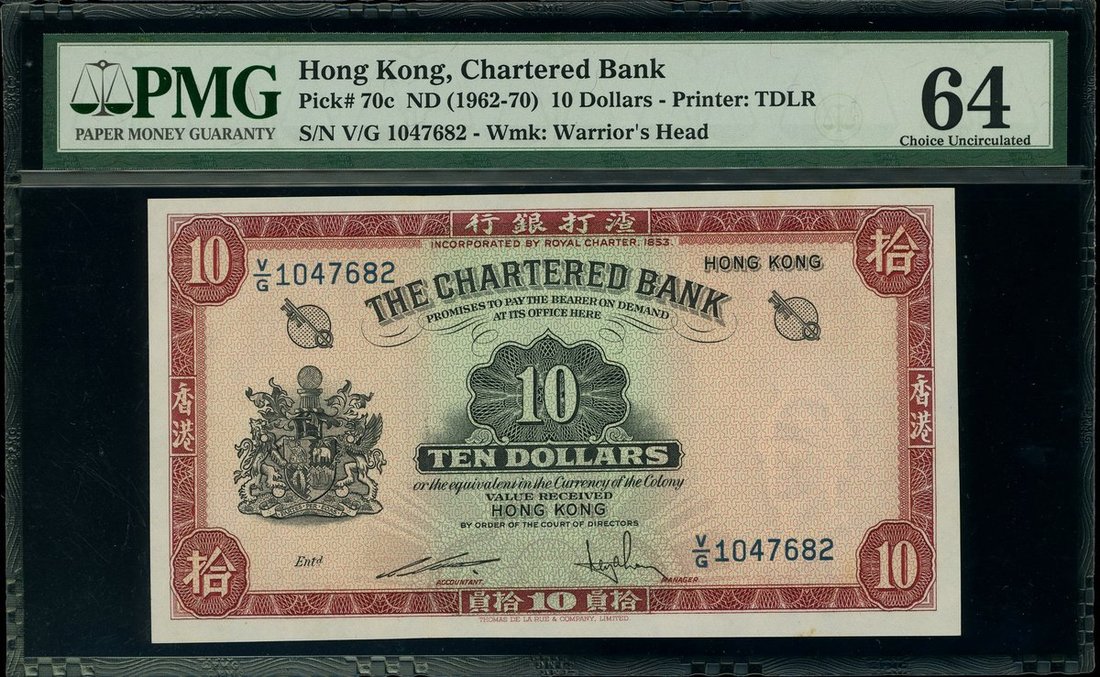 PMG
PAPER MONEY GUARANTY
Hong Kong, Chartered Bank
Pick# 70c ND (1962-70) 10 Dollars - Printer: TDLR
S/N V/G 1047682 - Wmk: Warrior's Head
64
Choice Uncirculated
行銀打渣
INCORPORATED BY ROYAL CHARTER, 1853.
10
拾
V/G 1047682
HONG KONG
THE CHARTERED BANK
PROMISES TO PAY THE BEARER ON DEMAND
AT ITS OFFICE HERE
10
香港
香港
TEN DOLLARS
or the equivalent in the Currency of the Colony
VALUE RECEIVED
HONG KONG
BY ORDER OF THE COURT OF DIRECTORS
V/G 1047682
Entd
拾
10
ACCOUNTANT.
MANAGER
員拾10員拾
THOMAS DE LA RUE & COMPANY, LIMITED